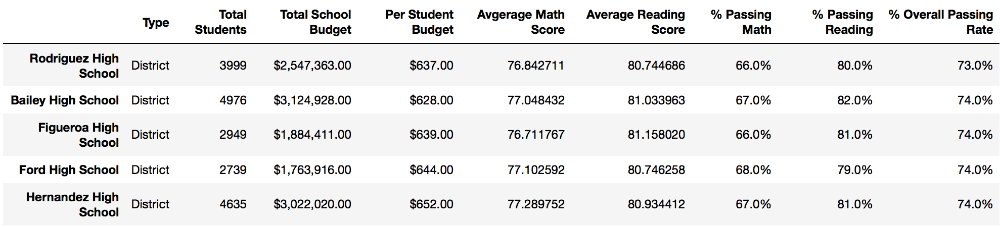 Type Total Students Total School Budget Per Student Budget Avgerage Math Score Average Reading Score % Passing Math % Passing Reading % Overall Passing Rate
Rodriguez High School District 3999 $2,547,363.00 $637.00 76.842711 80.744686 66.0% 80.0% 73.0%
Bailey High School District 4976 $3,124,928.00 $628.00 77.048432 81.033963 67.0% 82.0% 74.0%
Figueroa High School District 2949 $1,884,411.00 $639.00 76.711767 81.158020 66.0% 81.0% 74.0%
Ford High School District 2739 $1,763,916.00 $644.00 77.102592 80.746258 68.0% 79.0% 74.0%
Hernandez High School District 4635 $3,022,020.00 $652.00 77.289752 80.934412 67.0% 81.0% 74.0%